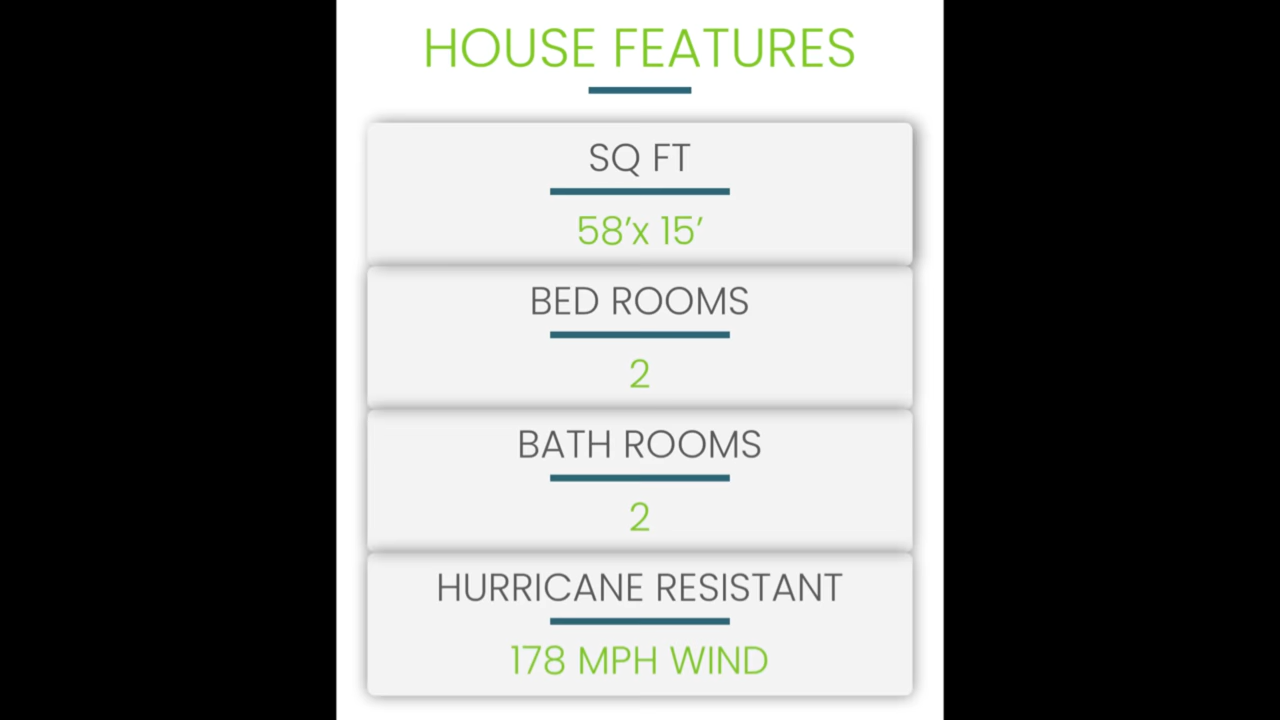 HOUSE FEATURES
SQ FT
58’x 15’
BED ROOMS
2
BATH ROOMS
2
HURRICANE RESISTANT
178 MPH WIND